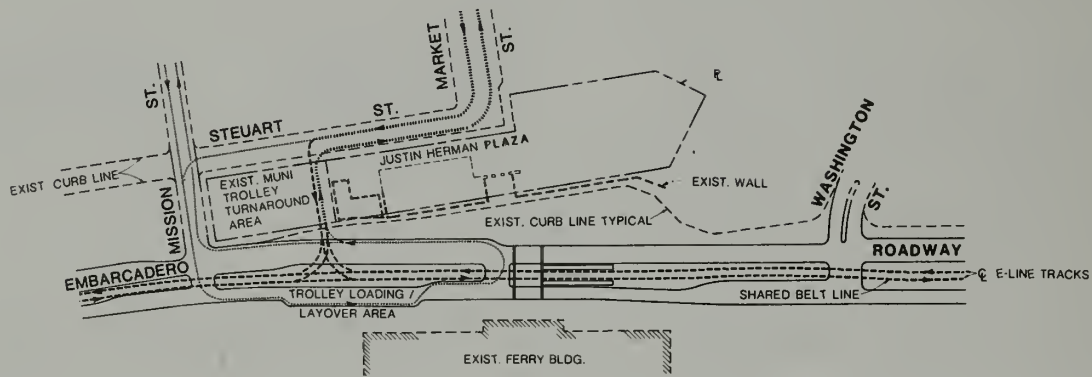 MARKET
ST.
ST.
STEUART
ST.
WASHINGTON
ST.
EXIST. CURB LINE
JUSTIN HERMAN PLAZA
EXIST. MUNI
TROLLEY
TURNAROUND
AREA
EXIST. WALL
EXIST. CURB LINE TYPICAL
MISSION
EMBARCADERO
ROADWAY
E-LINE TRACKS
SHARED BELT LINE
TROLLEY LOADING /
LAYOVER AREA
EXIST. FERRY BLDG.